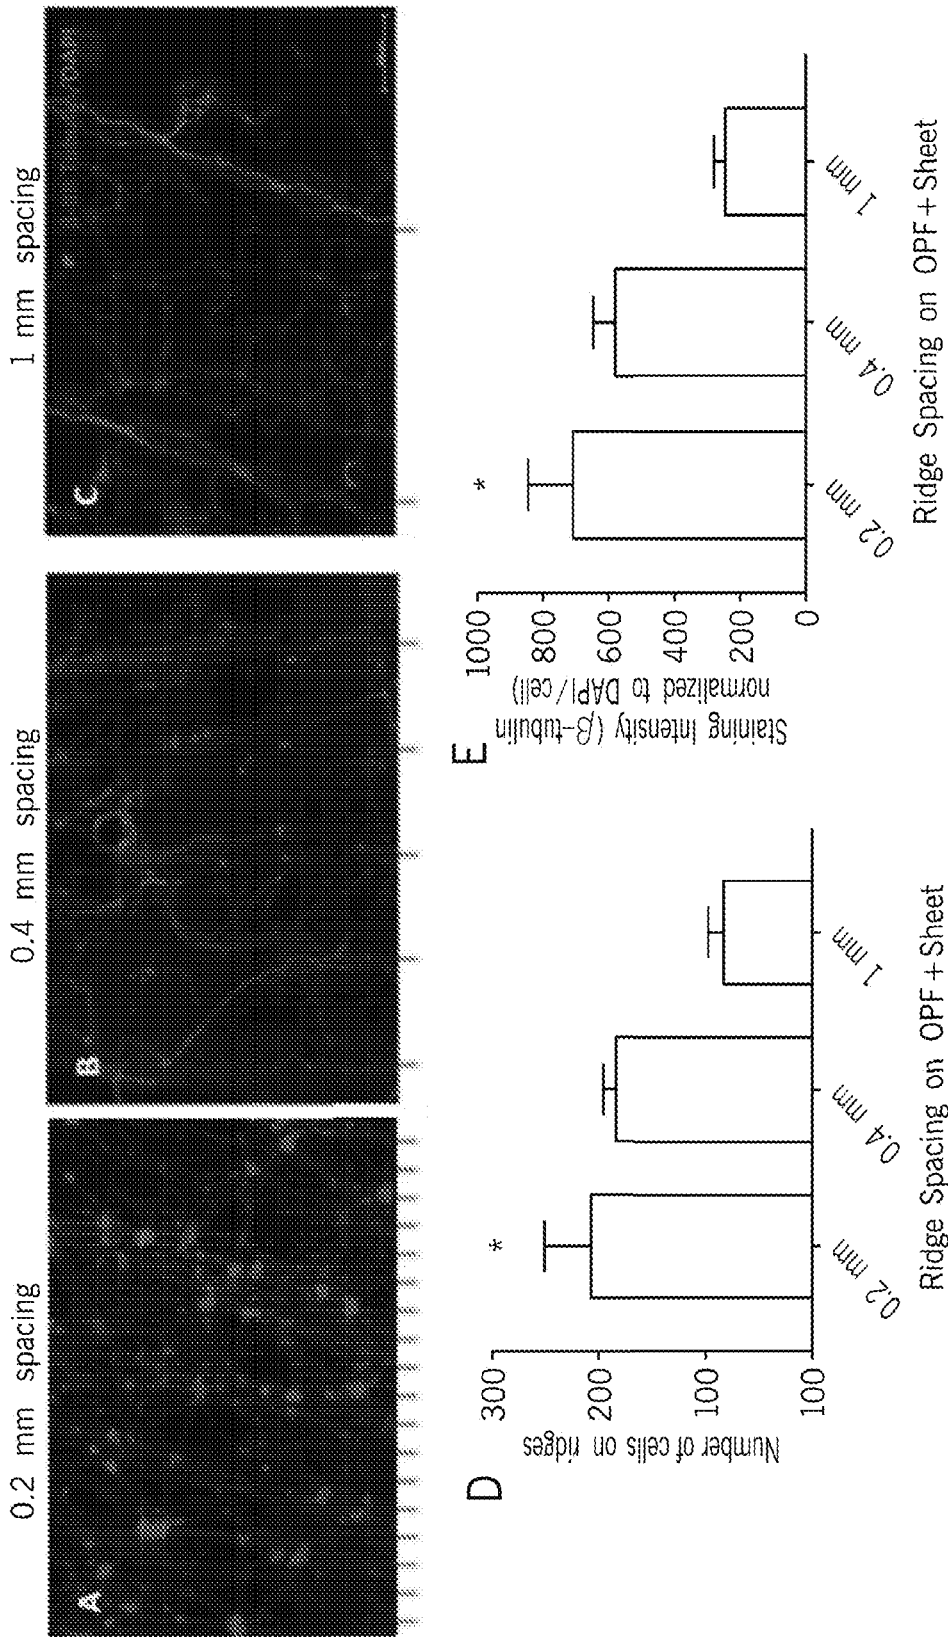 0.2 mm spacing
0.4 mm spacing
1 mm spacing
A
B
C
D
Number of cells on ridges
300
200
100
100
0.2 mm
0.4 mm
1 mm
Ridge Spacing on OPF+Sheet
E
Staining Intensity (β-tubulin
normalized to DAPI/cell)
1000
800
600
400
200
0
*
0.2 mm
0.4 mm
1 mm
Ridge Spacing on OPF+Sheet
*